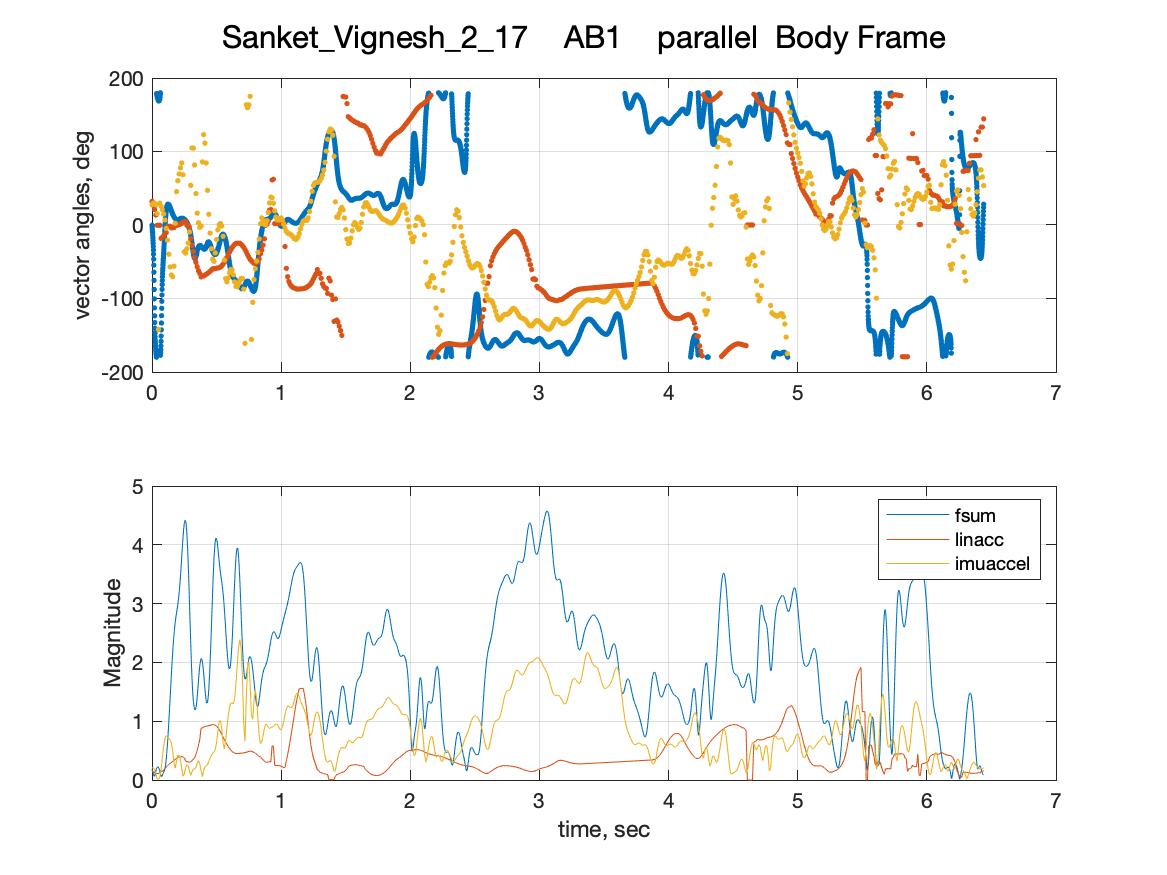 Sanket_Vignesh_2_17 AB1 parallel Body Frame
vector angles, deg
200
100
0
-100
-200
0 1 2 3 4 5 6 7
Magnitude
5
4
3
2
1
0
fsum
linacc
imuaccel
0 1 2 3 4 5 6 7
time, sec